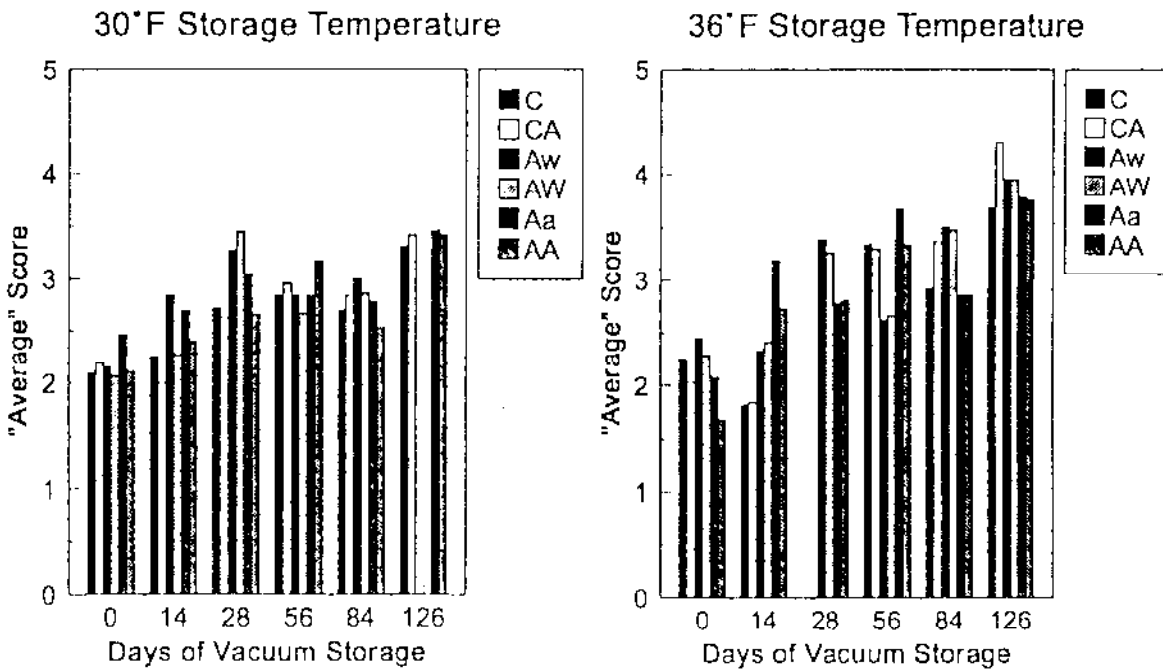 30°F Storage Temperature
"Average" Score
5
4
3
2
1
0
0 14 28 56 84 126
Days of Vacuum Storage
C
CA
Aw
AW
Aa
AA
36°F Storage Temperature
"Average" Score
5
4
3
2
1
0
0 14 28 56 84 126
Days of Vacuum Storage
C
CA
Aw
AW
Aa
AA